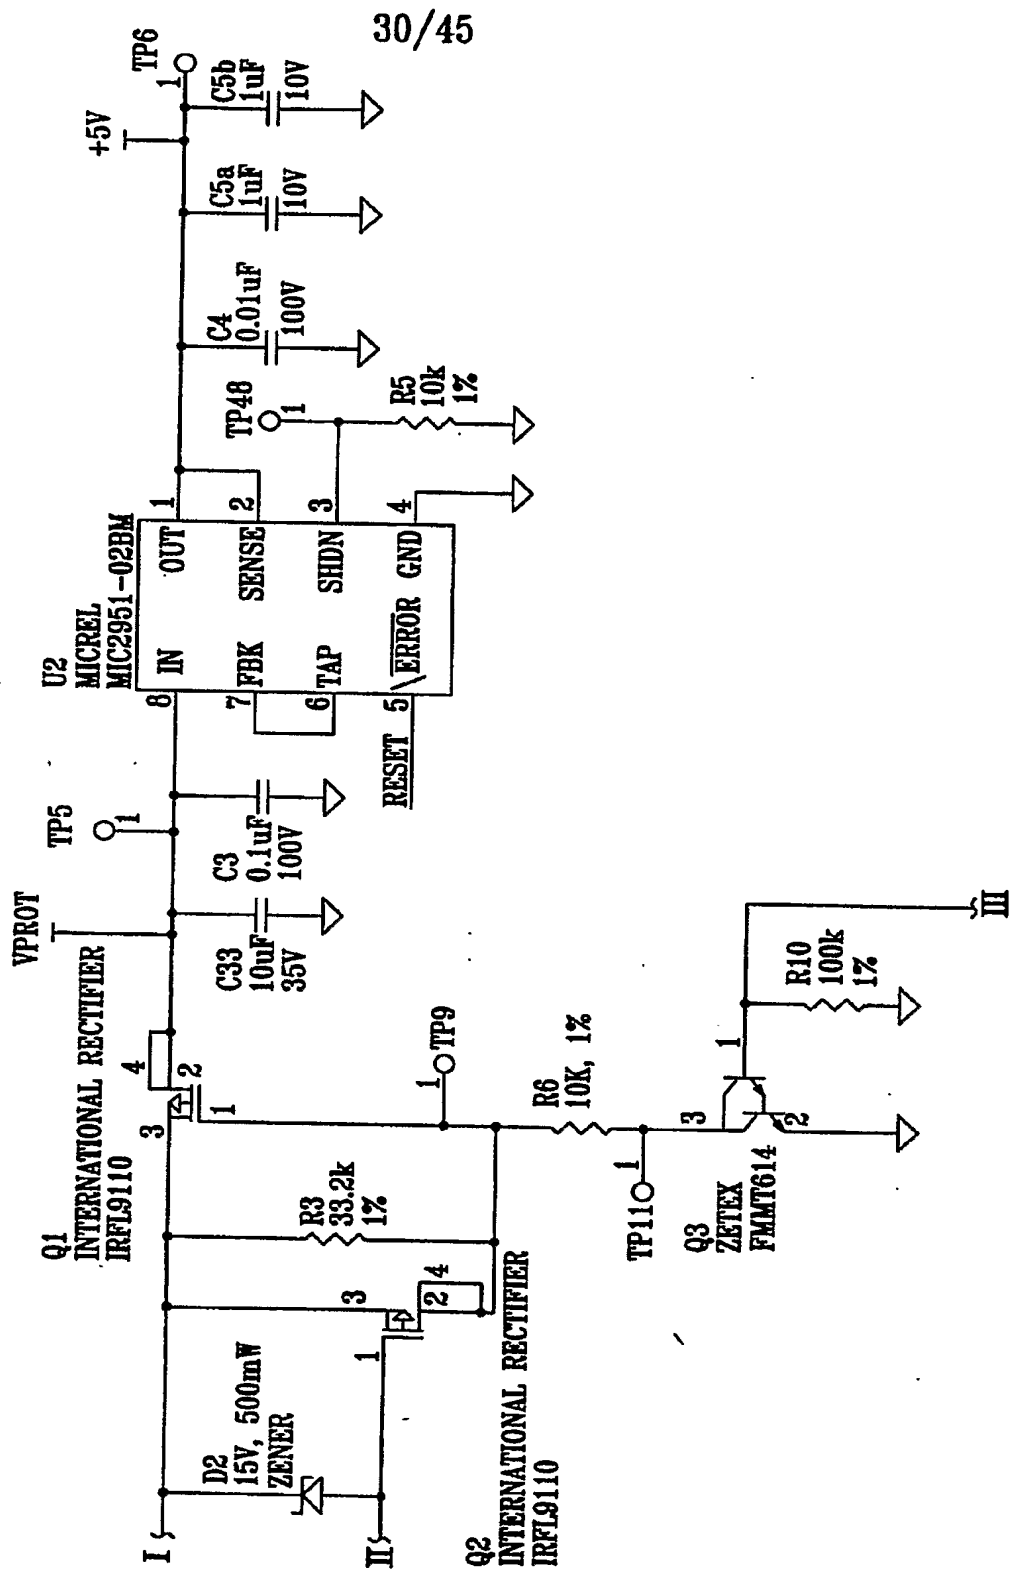 30/45
I
II
D2
15V, 500mW
ZENER
Q2
INTERNATIONAL RECTIFIER
IRFL9110
1
3
2
4
R3
33.2k
1%
Q1
INTERNATIONAL RECTIFIER
IRFL9110
3
4
2
1
1
TP9
R6
10K, 1%
TP11
1
Q3
ZETEX
FMMT614
3
2
1
R10
100k
1%
III
VPROT
C33
10uF
35V
TP5
1
C3
0.1uF
100V
U2
MICREL
MIC2951-02BM
8
IN
OUT
1
7
FBK
SENSE
2
6
TAP
SHDN
3
5
\ERROR
GND
4
RESET
TP48
1
R5
10k
1%
C4
0.01uF
100V
C5a
1uF
10V
+5V
C5b
1uF
10V
TP6
1